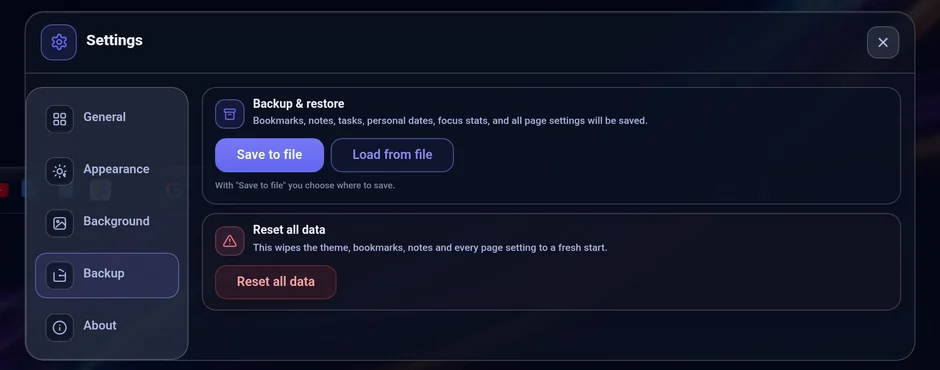 Settings
General
Appearance
Background
Backup
About
Backup & restore
Bookmarks, notes, tasks, personal dates, focus stats, and all page settings will be saved.
Save to file
Load from file
With "Save to file" you choose where to save.
Reset all data
This wipes the theme, bookmarks, notes and every page setting to a fresh start.
Reset all data